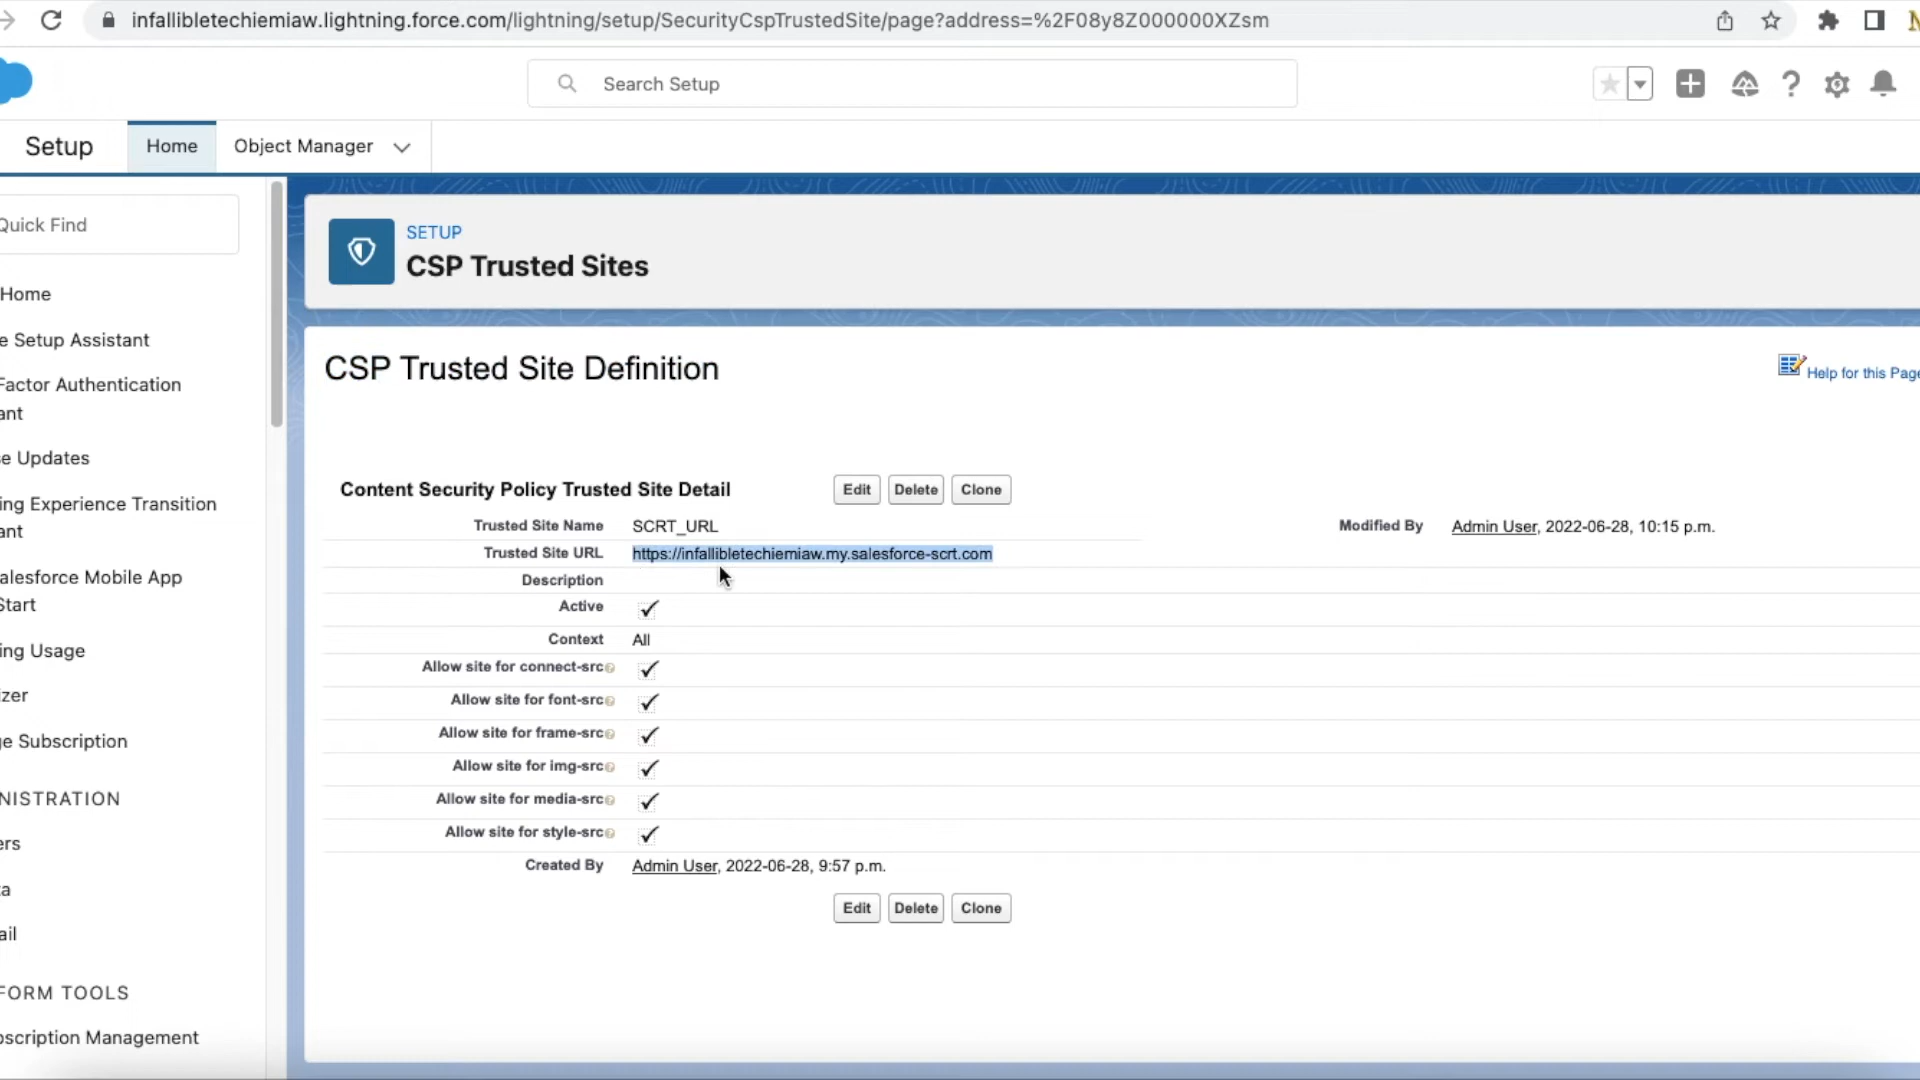 infallibletechiemiaw.lightning.force.com/lightning/setup/SecurityCspTrustedSite/page?address=%2F08y8Z000000XZsm
Search Setup
Setup
Home
Object Manager
Quick Find
Home
e Setup Assistant
Factor Authentication
ant
e Updates
ing Experience Transition
ant
alesforce Mobile App
Start
ing Usage
zer
ge Subscription
NISTRATION
ers
ta
ail
FORM TOOLS
bscription Management
SETUP
CSP Trusted Sites
CSP Trusted Site Definition
Help for this Page
Content Security Policy Trusted Site Detail
Edit Delete Clone
Trusted Site Name SCRT_URL
Modified By Admin User, 2022-06-28, 10:15 p.m.
Trusted Site URL https://infallibletechiemiaw.my.salesforce-scrt.com
Description
Active
Context All
Allow site for connect-src
Allow site for font-src
Allow site for frame-src
Allow site for img-src
Allow site for media-src
Allow site for style-src
Created By Admin User, 2022-06-28, 9:57 p.m.
Edit Delete Clone